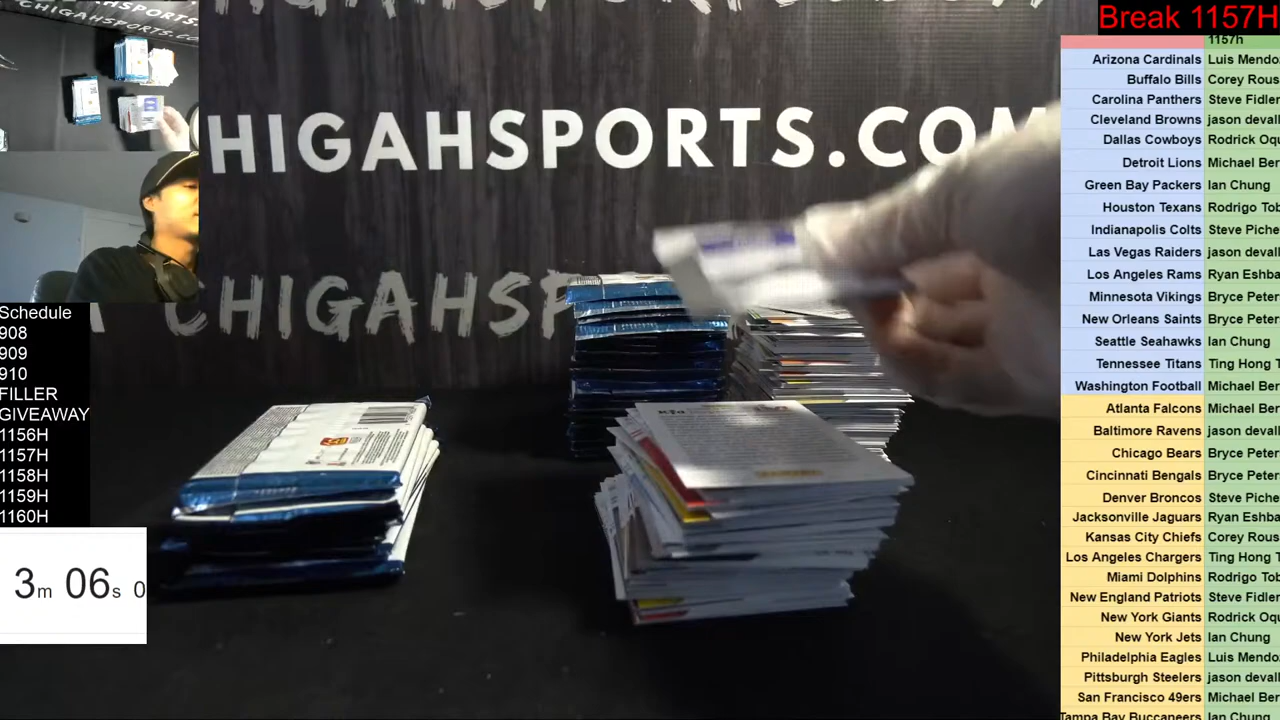 CHIGAHSPORTS.
Break 1157H
HIGAHSPORTS.COM
CHIGAHSP
Schedule
908
909
910
FILLER
GIVEAWAY
1156H
1157H
1158H
1159H
1160H
3m 06s 0
1157h
Arizona Cardinals Luis Mendo
Buffalo Bills Corey Rous
Carolina Panthers Steve Fidler
Cleveland Browns jason devall
Dallas Cowboys Rodrick Oqu
Detroit Lions Michael Ber
Green Bay Packers Ian Chung
Houston Texans Rodrigo Tob
Indianapolis Colts Steve Piche
Las Vegas Raiders jason devall
Los Angeles Rams Ryan Eshba
Minnesota Vikings Bryce Peter
New Orleans Saints Bryce Peter
Seattle Seahawks Ian Chung
Tennessee Titans Ting Hong T
Washington Football Michael Ber
Atlanta Falcons Michael Ber
Baltimore Ravens jason devall
Chicago Bears Bryce Peter
Cincinnati Bengals Bryce Peter
Denver Broncos Steve Piche
Jacksonville Jaguars Ryan Eshba
Kansas City Chiefs Corey Rous
Los Angeles Chargers Ting Hong T
Miami Dolphins Rodrigo Tob
New England Patriots Steve Fidler
New York Giants Rodrick Oqu
New York Jets Ian Chung
Philadelphia Eagles Luis Mendo
Pittsburgh Steelers jason devall
San Francisco 49ers Michael Ber
Tampa Bay Buccaneers Ian Chung